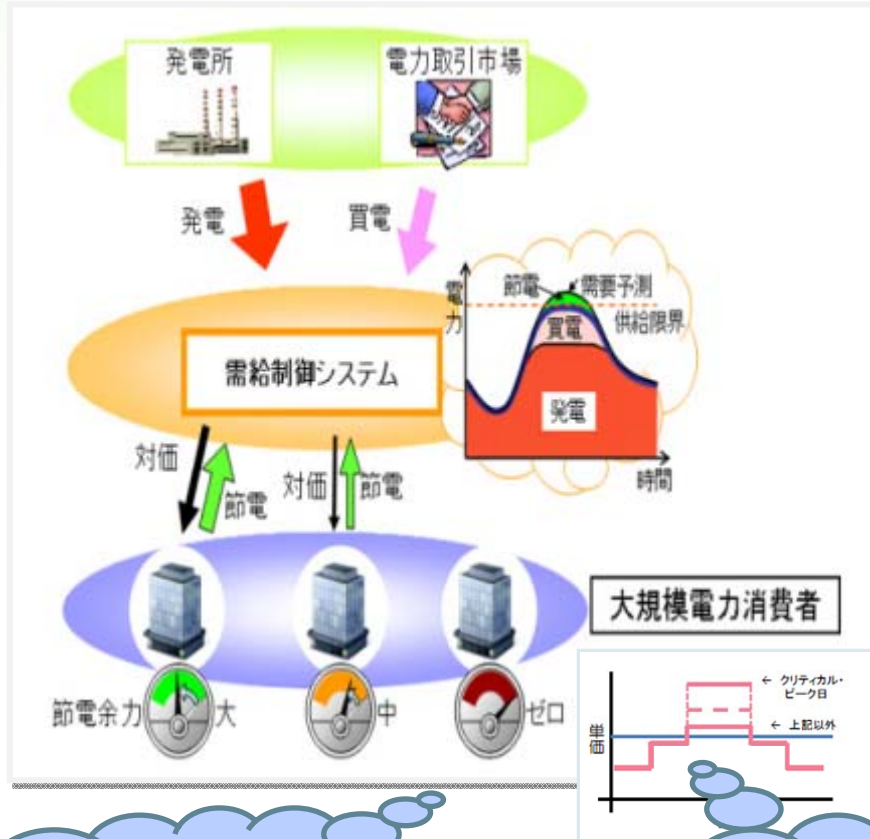 発電所
電力取引市場
発電
買電
電力
節電
需要予測
供給限界
買電
発電
時間
需給制御システム
対価
節電
対価
節電
大規模電力消費者
節電余力
大
中
ゼロ
単価
← クリティカル・
ピーク日
← 上記以外